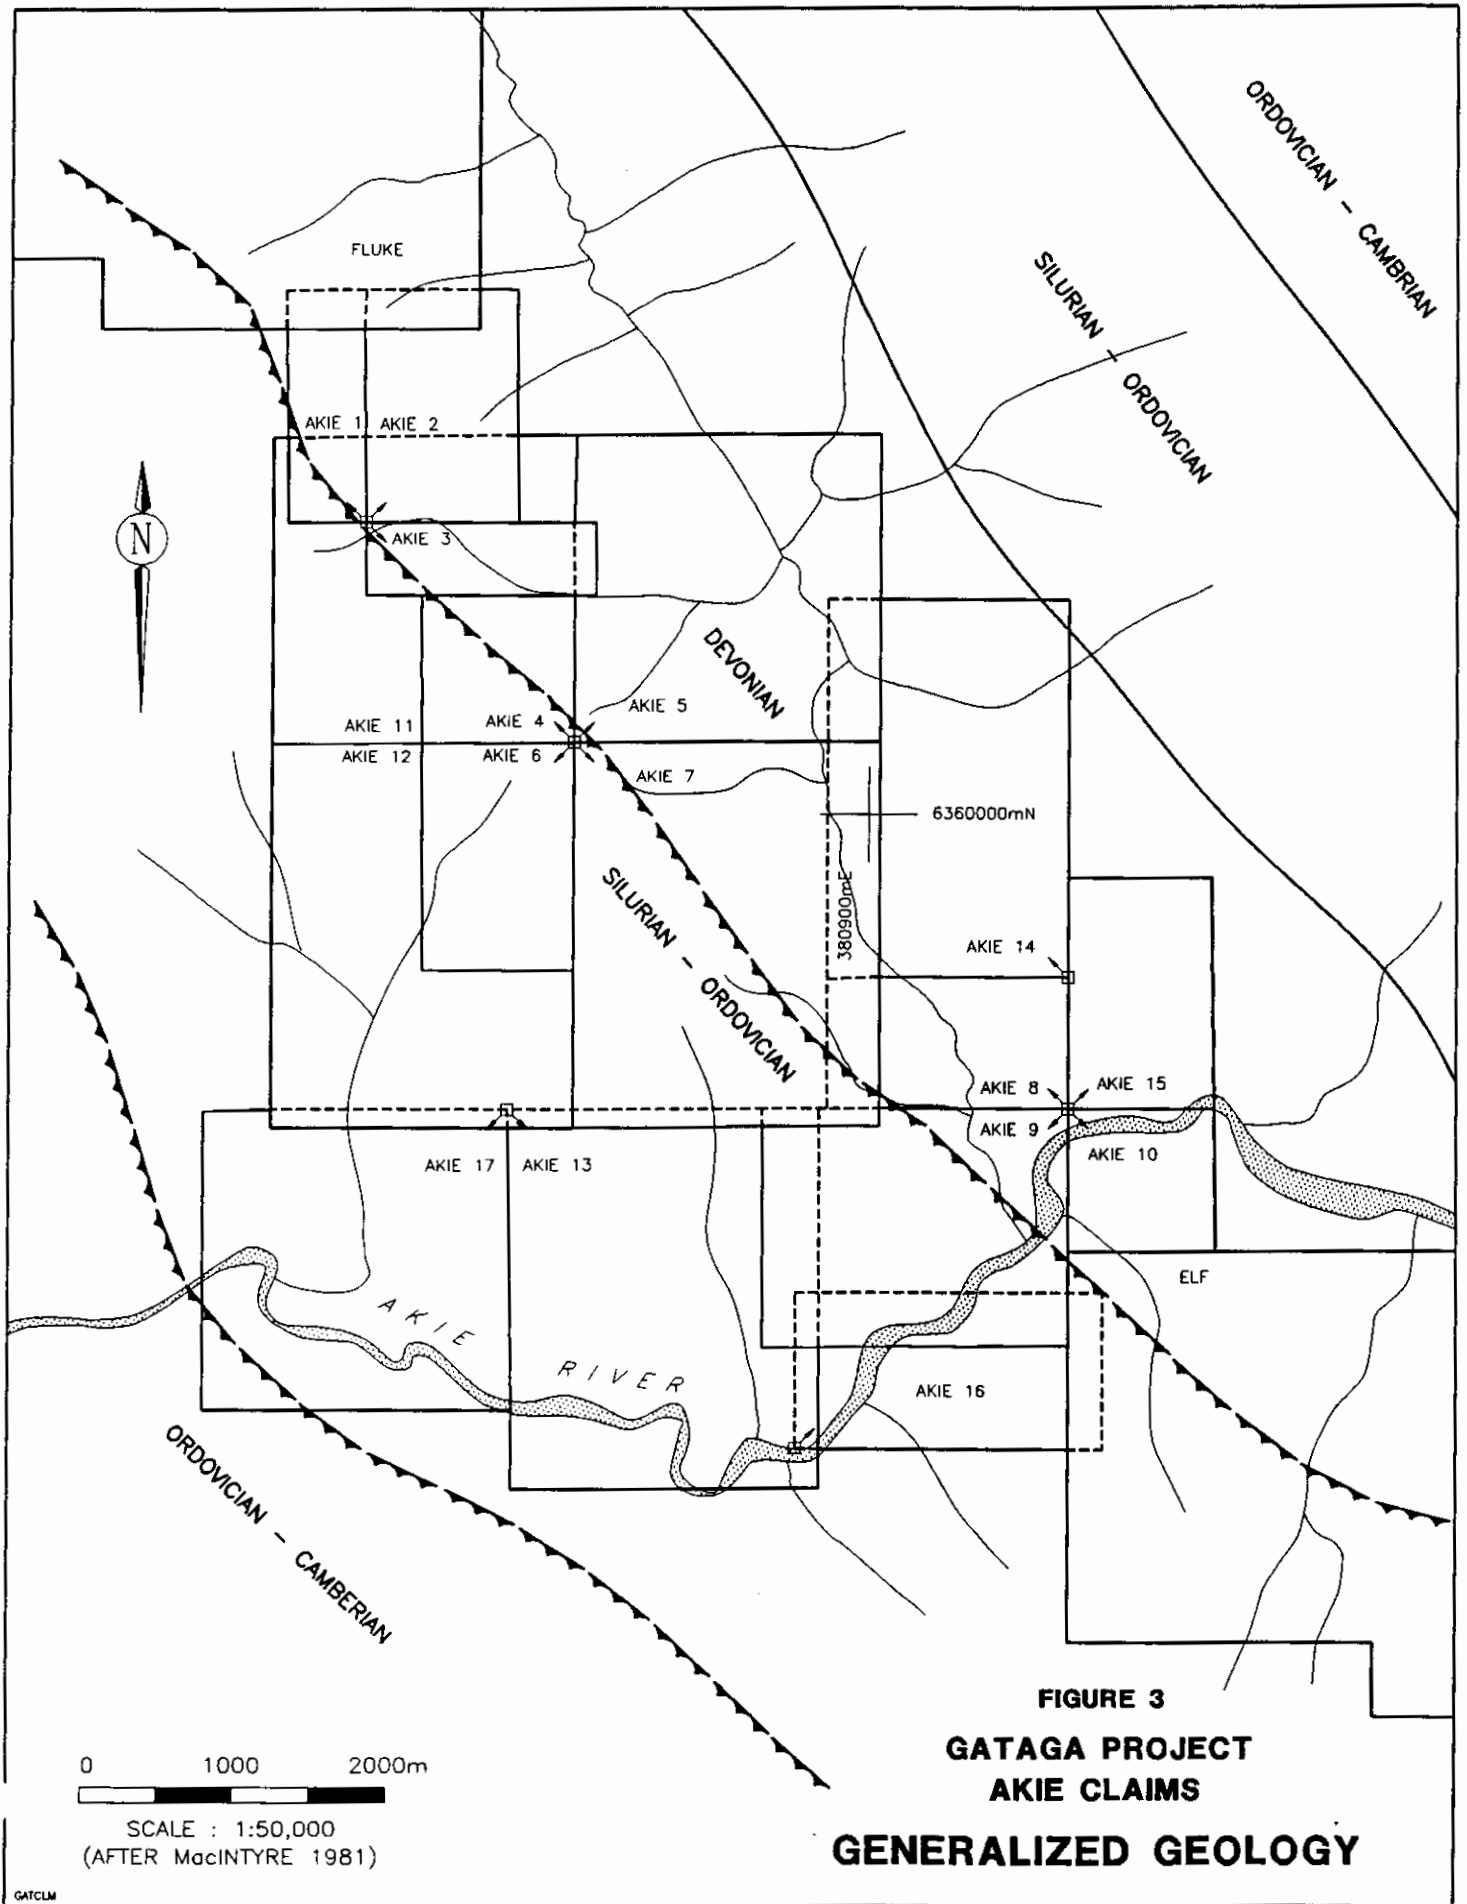 ORDOVICIAN - CAMBRIAN
SILURIAN - ORDOVICIAN
FLUKE
AKIE 1
AKIE 2
N
AKIE 3
DEVONIAN
AKIE 11
AKIE 4
AKIE 5
AKIE 12
AKIE 6
AKIE 7
6360000mN
380900mE
SILURIAN - ORDOVICIAN
AKIE 14
AKIE 8
AKIE 15
AKIE 9
AKIE 10
AKIE 17
AKIE 13
ELF
AKIE RIVER
AKIE 16
ORDOVICIAN - CAMBERIAN
FIGURE 3
GATAGA PROJECT
AKIE CLAIMS
GENERALIZED GEOLOGY
0 1000 2000m
SCALE : 1:50,000
(AFTER MacINTYRE 1981)
GATCLM